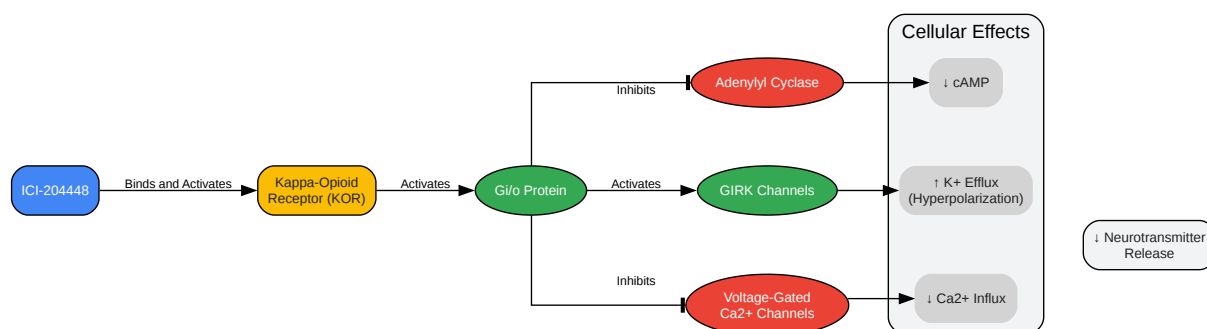 Cellular Effects
Adenylyl Cyclase
↓ cAMP
Inhibits
ICI-204448
Binds and Activates
Kappa-Opioid
Receptor (KOR)
Activates
Gi/o Protein
Activates
GIRK Channels
↑ K+ Efflux
(Hyperpolarization)
↓ Neurotransmitter
Release
Inhibits
Voltage-Gated
Ca2+ Channels
↓ Ca2+ Influx